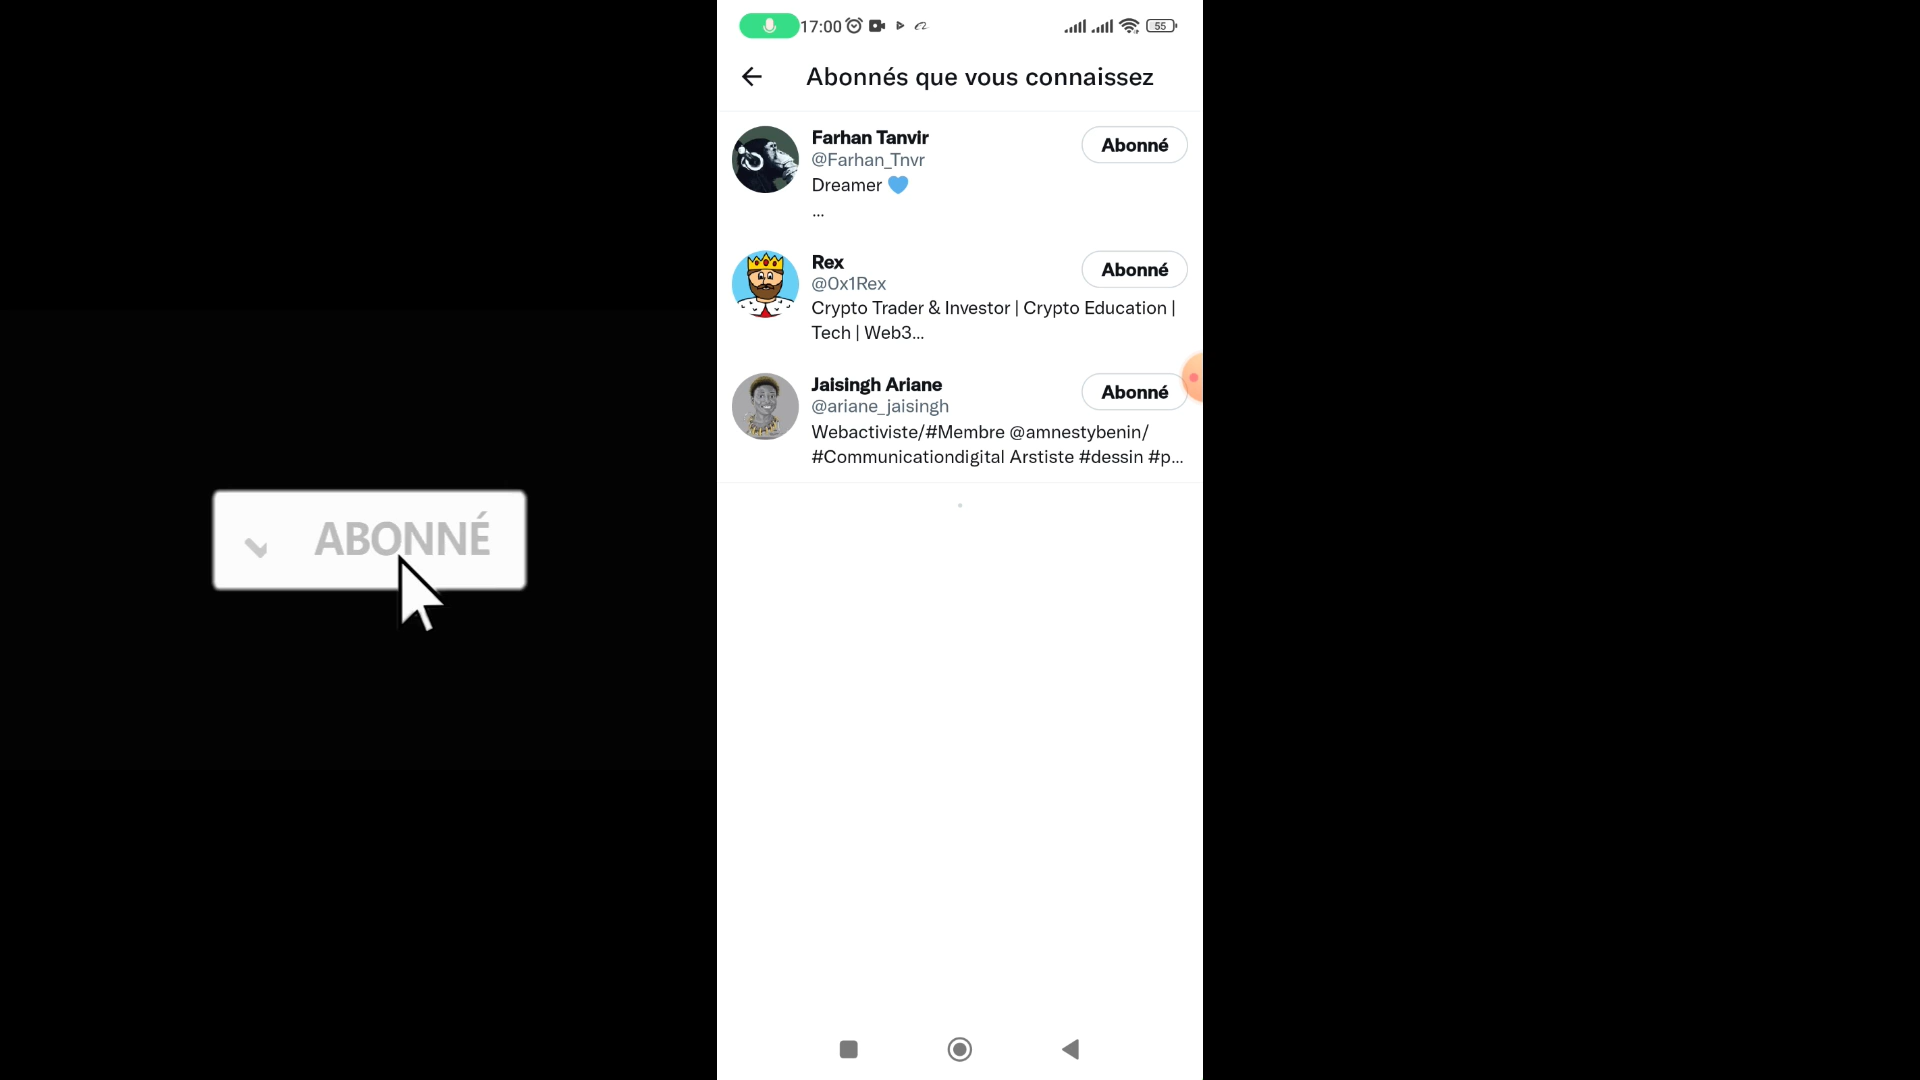 17:00
55
Abonnés que vous connaissez
Farhan Tanvir
@Farhan_Tnvr
Abonné
Dreamer 💙
...
Rex
@0x1Rex
Abonné
Crypto Trader & Investor | Crypto Education |
Tech | Web3...
Jaisingh Ariane
@ariane_jaisingh
Abonné
Webactiviste/#Membre @amnestybenin/
#Communicationdigital Arstiste #dessin #p...
ABONNÉ